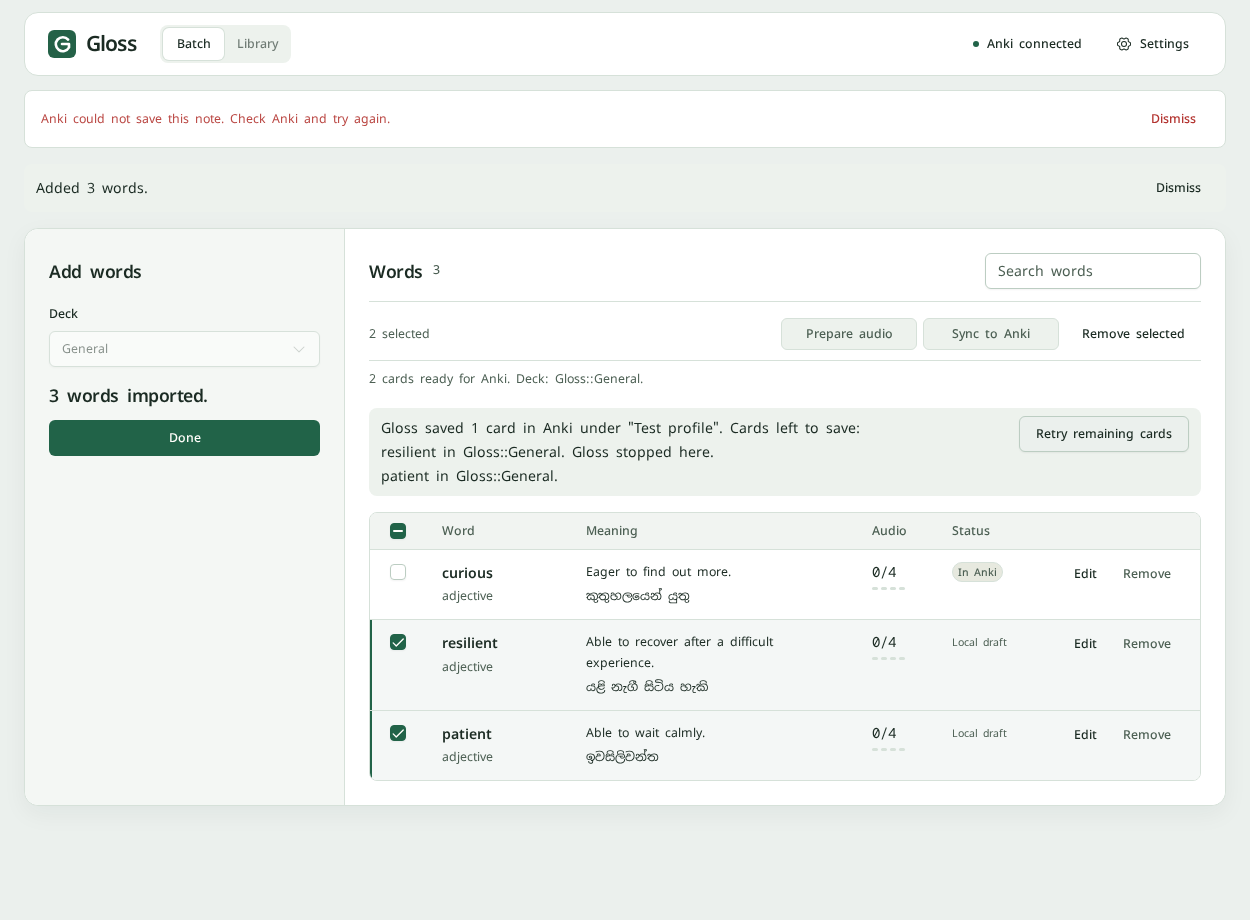 Gloss
Batch
Library
Anki connected
Settings
Anki could not save this note. Check Anki and try again.
Dismiss
Added 3 words.
Dismiss
Add words
Deck
General
3 words imported.
Done
Words 3
Search words
2 selected
Prepare audio
Sync to Anki
Remove selected
2 cards ready for Anki. Deck: Gloss::General.
Gloss saved 1 card in Anki under "Test profile". Cards left to save:
resilient in Gloss::General. Gloss stopped here.
patient in Gloss::General.
Retry remaining cards
Word Meaning Audio Status
curious
adjective
Eager to find out more.
කුතුහලයෙන් යුතු
0/4
In Anki
Edit
Remove
resilient
adjective
Able to recover after a difficult
experience.
යළි නැගී සිටිය හැකි
0/4
Local draft
Edit
Remove
patient
adjective
Able to wait calmly.
ඉවසිලිවන්ත
0/4
Local draft
Edit
Remove